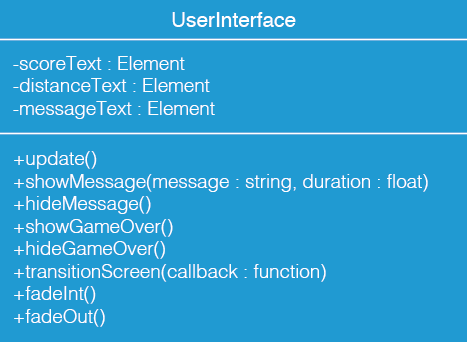 UserInterface
-scoreText : Element
-distanceText : Element
-messageText : Element
+update()
+showMessage(message : string, duration : float)
+hideMessage()
+showGameOver()
+hideGameOver()
+transitionScreen(callback : function)
+fadeInt()
+fadeOut()